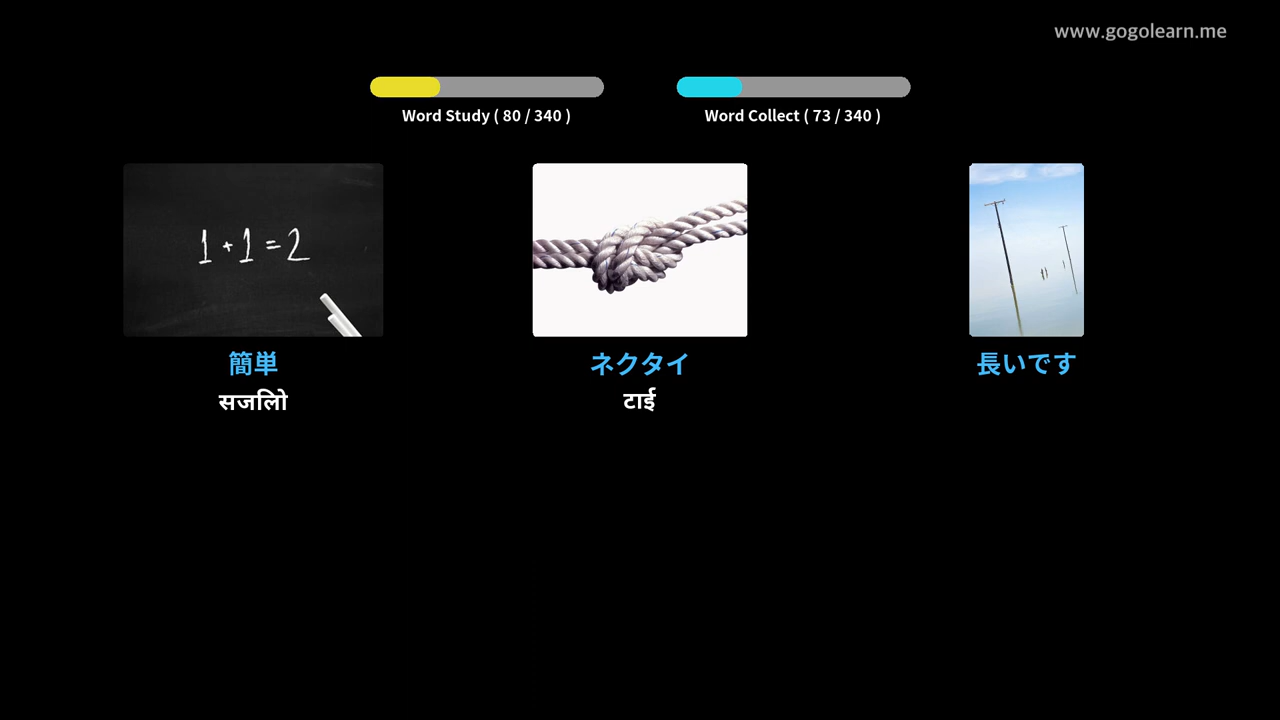 www.gogolearn.me
Word Study ( 80 / 340 )
Word Collect ( 73 / 340 )
1 + 1 = 2
簡単
ネクタイ
長いです
सजिलो
टाई